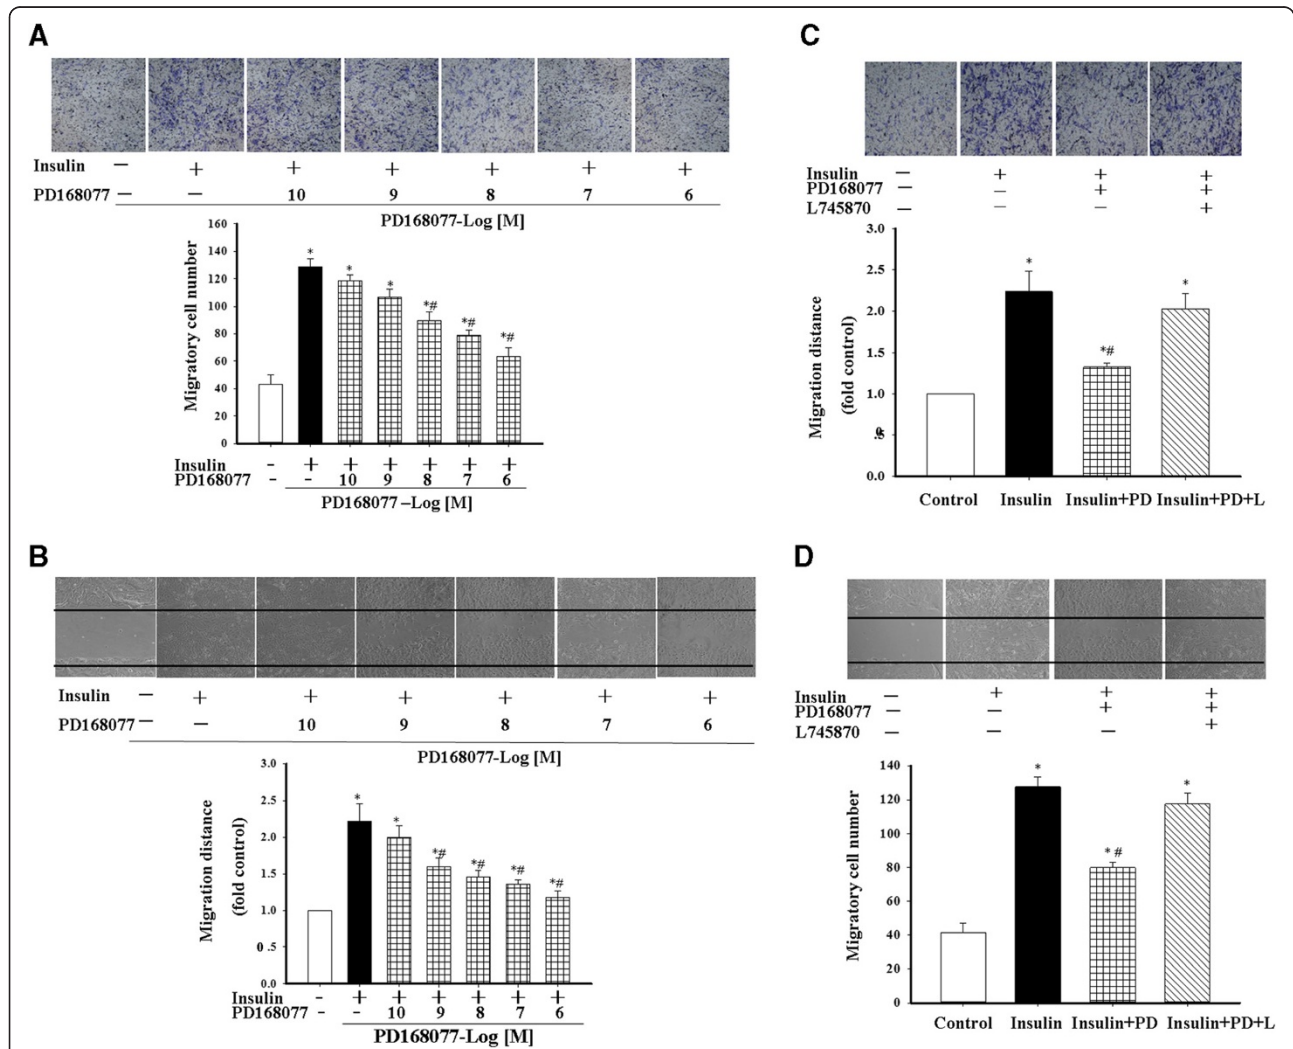 A
Insulin − + + + + + +
PD168077 − − 10 9 8 7 6
PD168077-Log [M]
160
140
120
100
80
60
40
20
0
Migratory cell number
* * * *# *# *#
Insulin - + + + + + +
PD168077 - - 10 9 8 7 6
PD168077 –Log [M]
B
Insulin − + + + + + +
PD168077 − − 10 9 8 7 6
PD168077-Log [M]
3.0
2.5
2.0
1.5
1.0
0.5
0.0
Migration distance
(fold control)
* * *# *# *# *#
Insulin - + + + + + +
PD168077 - - 10 9 8 7 6
PD168077-Log [M]
C
Insulin − + + +
PD168077 − − + +
L745870 − − − +
3.0
2.5
2.0
1.5
1.0
0.5
0.0
Migration distance
(fold control)
* *# *
Control Insulin Insulin+PD Insulin+PD+L
D
Insulin − + + +
PD168077 − − + +
L745870 − − − +
140
120
100
80
60
40
20
0
Migratory cell number
* * # *
Control Insulin Insulin+PD Insulin+PD+L